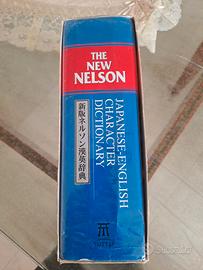 THE NEW
NELSON
JAPANESE-ENGLISH
CHARACTER
DICTIONARY
新版ネルソン漢英辞典
TUTTLE